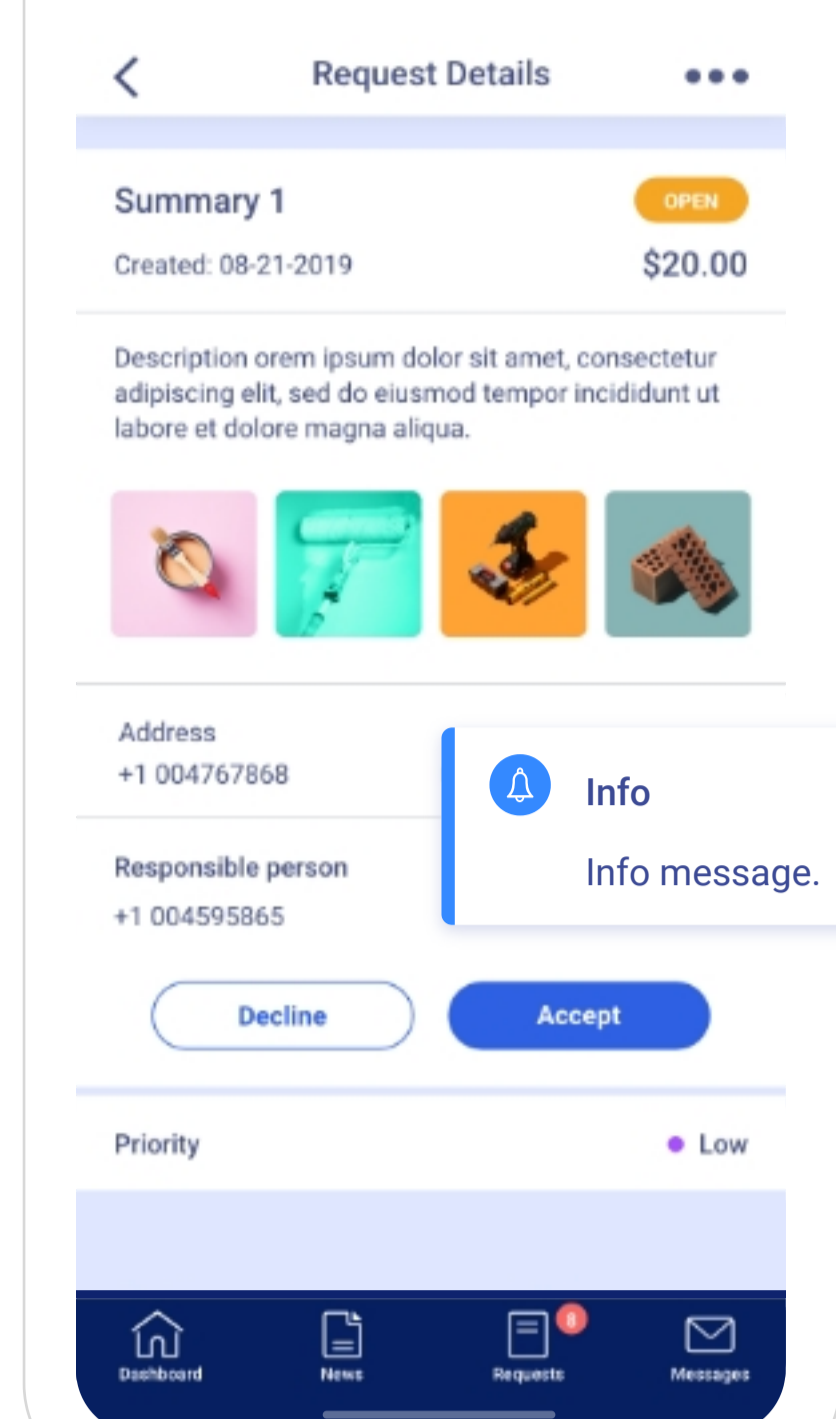 Request Details
Summary 1
OPEN
Created: 08-21-2019
$20.00
Description orem ipsum dolor sit amet, consectetur
adipiscing elit, sed do eiusmod tempor incididunt ut
labore et dolore magna aliqua.
Address
+1 004767868
Info
Info message.
Responsible person
+1 004595865
Decline
Accept
Priority
Low
8
Dashboard
News
Requests
Messages